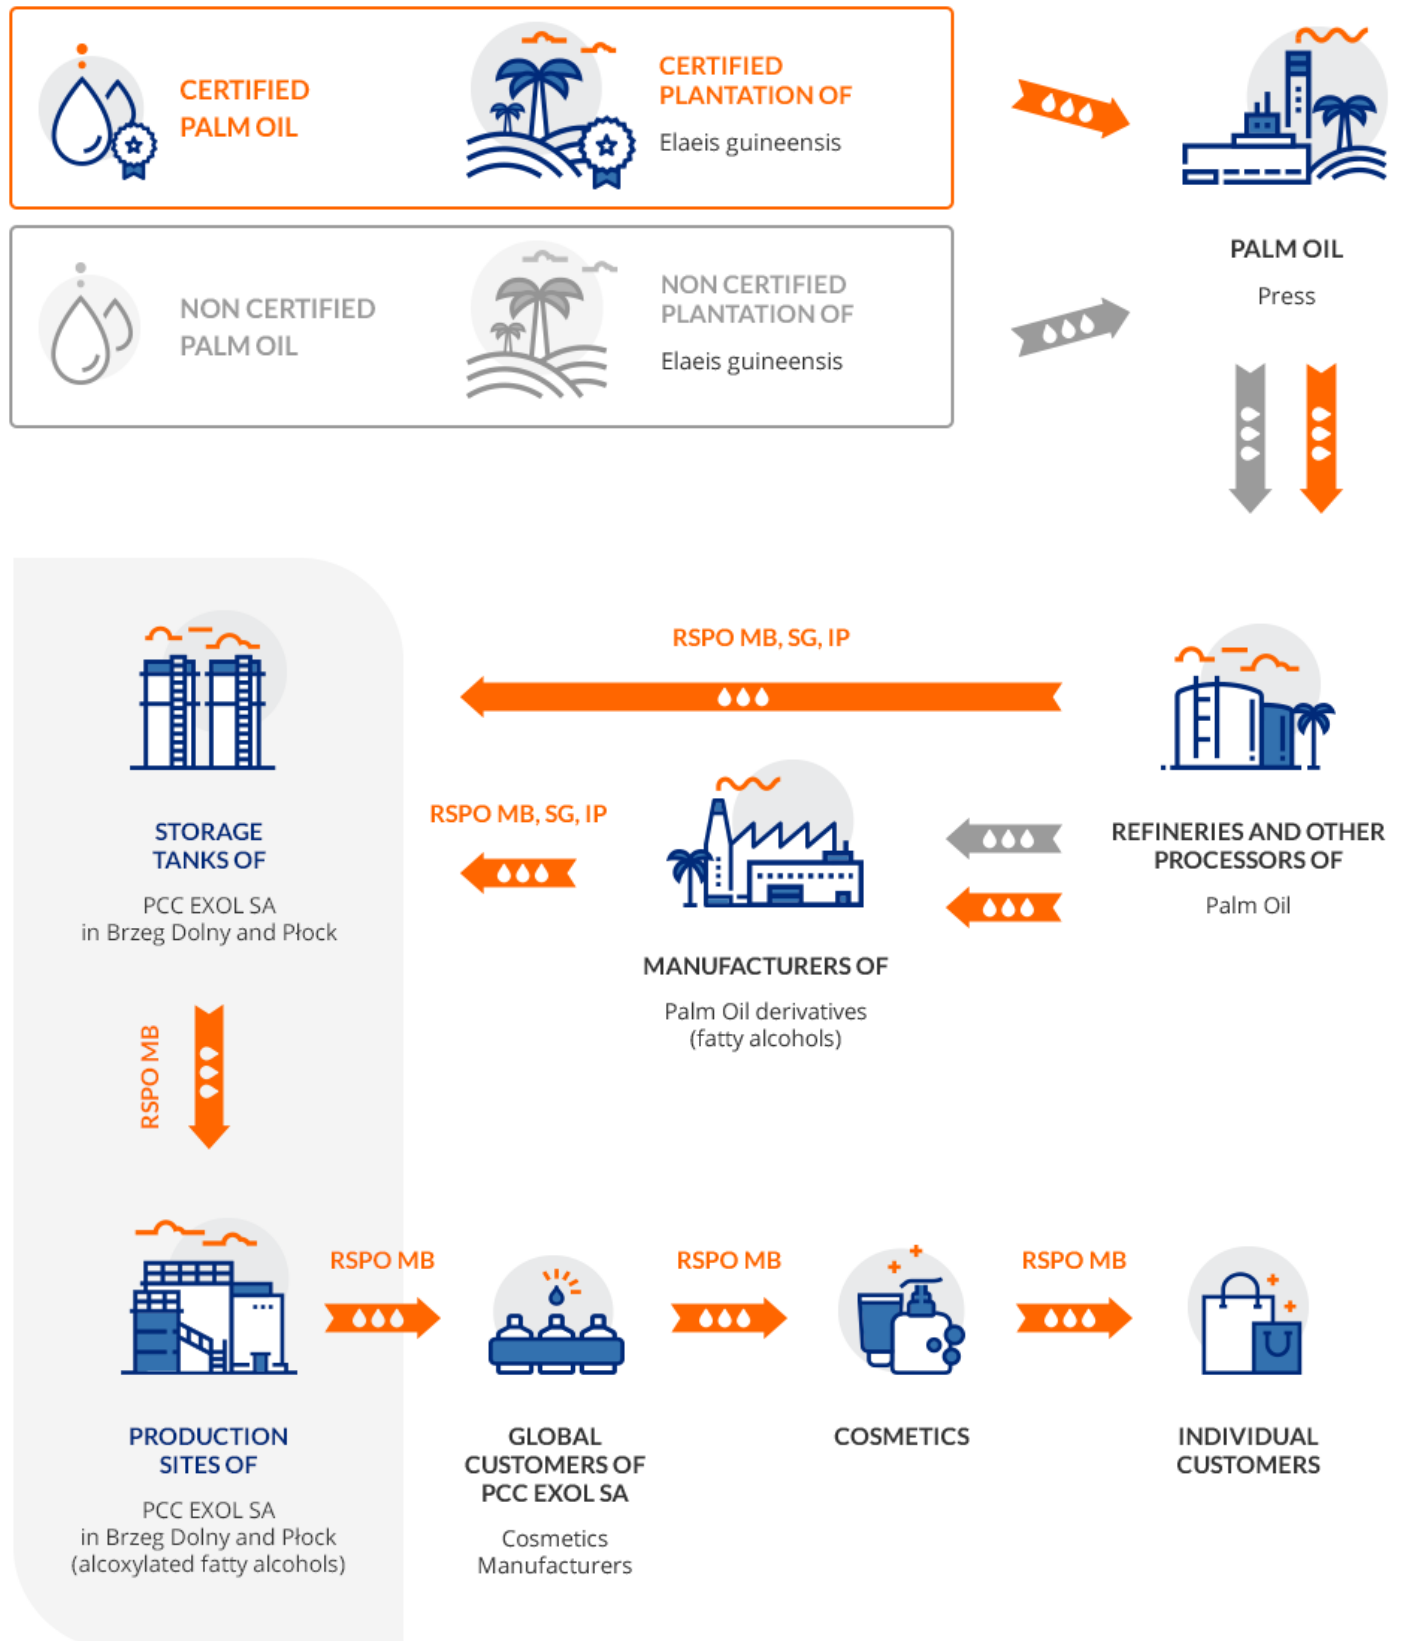 CERTIFIED
PALM OIL
CERTIFIED
PLANTATION OF
Elaeis guineensis
NON CERTIFIED
PALM OIL
NON CERTIFIED
PLANTATION OF
Elaeis guineensis
PALM OIL
Press
RSPO MB, SG, IP
STORAGE
TANKS OF
PCC EXOL SA
in Brzeg Dolny and Płock
RSPO MB, SG, IP
MANUFACTURERS OF
Palm Oil derivatives
(fatty alcohols)
REFINERIES AND OTHER
PROCESSORS OF
Palm Oil
RSPO MB
PRODUCTION
SITES OF
PCC EXOL SA
in Brzeg Dolny and Płock
(alcoxylated fatty alcohols)
RSPO MB
GLOBAL
CUSTOMERS OF
PCC EXOL SA
Cosmetics
Manufacturers
RSPO MB
COSMETICS
RSPO MB
INDIVIDUAL
CUSTOMERS